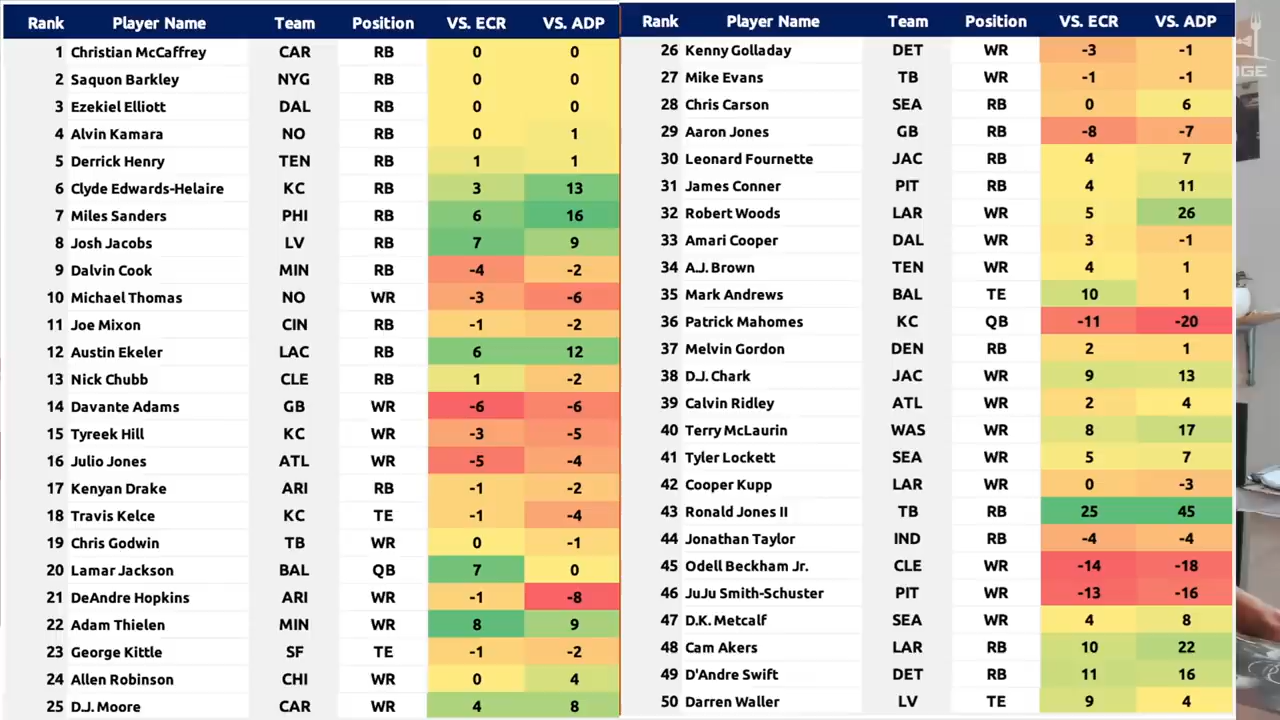 Rank Player Name Team Position VS. ECR VS. ADP
1 Christian McCaffrey CAR RB 0 0
2 Saquon Barkley NYG RB 0 0
3 Ezekiel Elliott DAL RB 0 0
4 Alvin Kamara NO RB 0 1
5 Derrick Henry TEN RB 1 1
6 Clyde Edwards-Helaire KC RB 3 13
7 Miles Sanders PHI RB 6 16
8 Josh Jacobs LV RB 7 9
9 Dalvin Cook MIN RB -4 -2
10 Michael Thomas NO WR -3 -6
11 Joe Mixon CIN RB -1 -2
12 Austin Ekeler LAC RB 6 12
13 Nick Chubb CLE RB 1 -2
14 Davante Adams GB WR -6 -6
15 Tyreek Hill KC WR -3 -5
16 Julio Jones ATL WR -5 -4
17 Kenyan Drake ARI RB -1 -2
18 Travis Kelce KC TE -1 -4
19 Chris Godwin TB WR 0 -1
20 Lamar Jackson BAL QB 7 0
21 DeAndre Hopkins ARI WR -1 -8
22 Adam Thielen MIN WR 8 9
23 George Kittle SF TE -1 -2
24 Allen Robinson CHI WR 0 4
25 D.J. Moore CAR WR 4 8
Rank Player Name Team Position VS. ECR VS. ADP
26 Kenny Golladay DET WR -3 -1
27 Mike Evans TB WR -1 -1
28 Chris Carson SEA RB 0 6
29 Aaron Jones GB RB -8 -7
30 Leonard Fournette JAC RB 4 7
31 James Conner PIT RB 4 11
32 Robert Woods LAR WR 5 26
33 Amari Cooper DAL WR 3 -1
34 A.J. Brown TEN WR 4 1
35 Mark Andrews BAL TE 10 1
36 Patrick Mahomes KC QB -11 -20
37 Melvin Gordon DEN RB 2 1
38 D.J. Chark JAC WR 9 13
39 Calvin Ridley ATL WR 2 4
40 Terry McLaurin WAS WR 8 17
41 Tyler Lockett SEA WR 5 7
42 Cooper Kupp LAR WR 0 -3
43 Ronald Jones II TB RB 25 45
44 Jonathan Taylor IND RB -4 -4
45 Odell Beckham Jr. CLE WR -14 -18
46 JuJu Smith-Schuster PIT WR -13 -16
47 D.K. Metcalf SEA WR 4 8
48 Cam Akers LAR RB 10 22
49 D'Andre Swift DET RB 11 16
50 Darren Waller LV TE 9 4